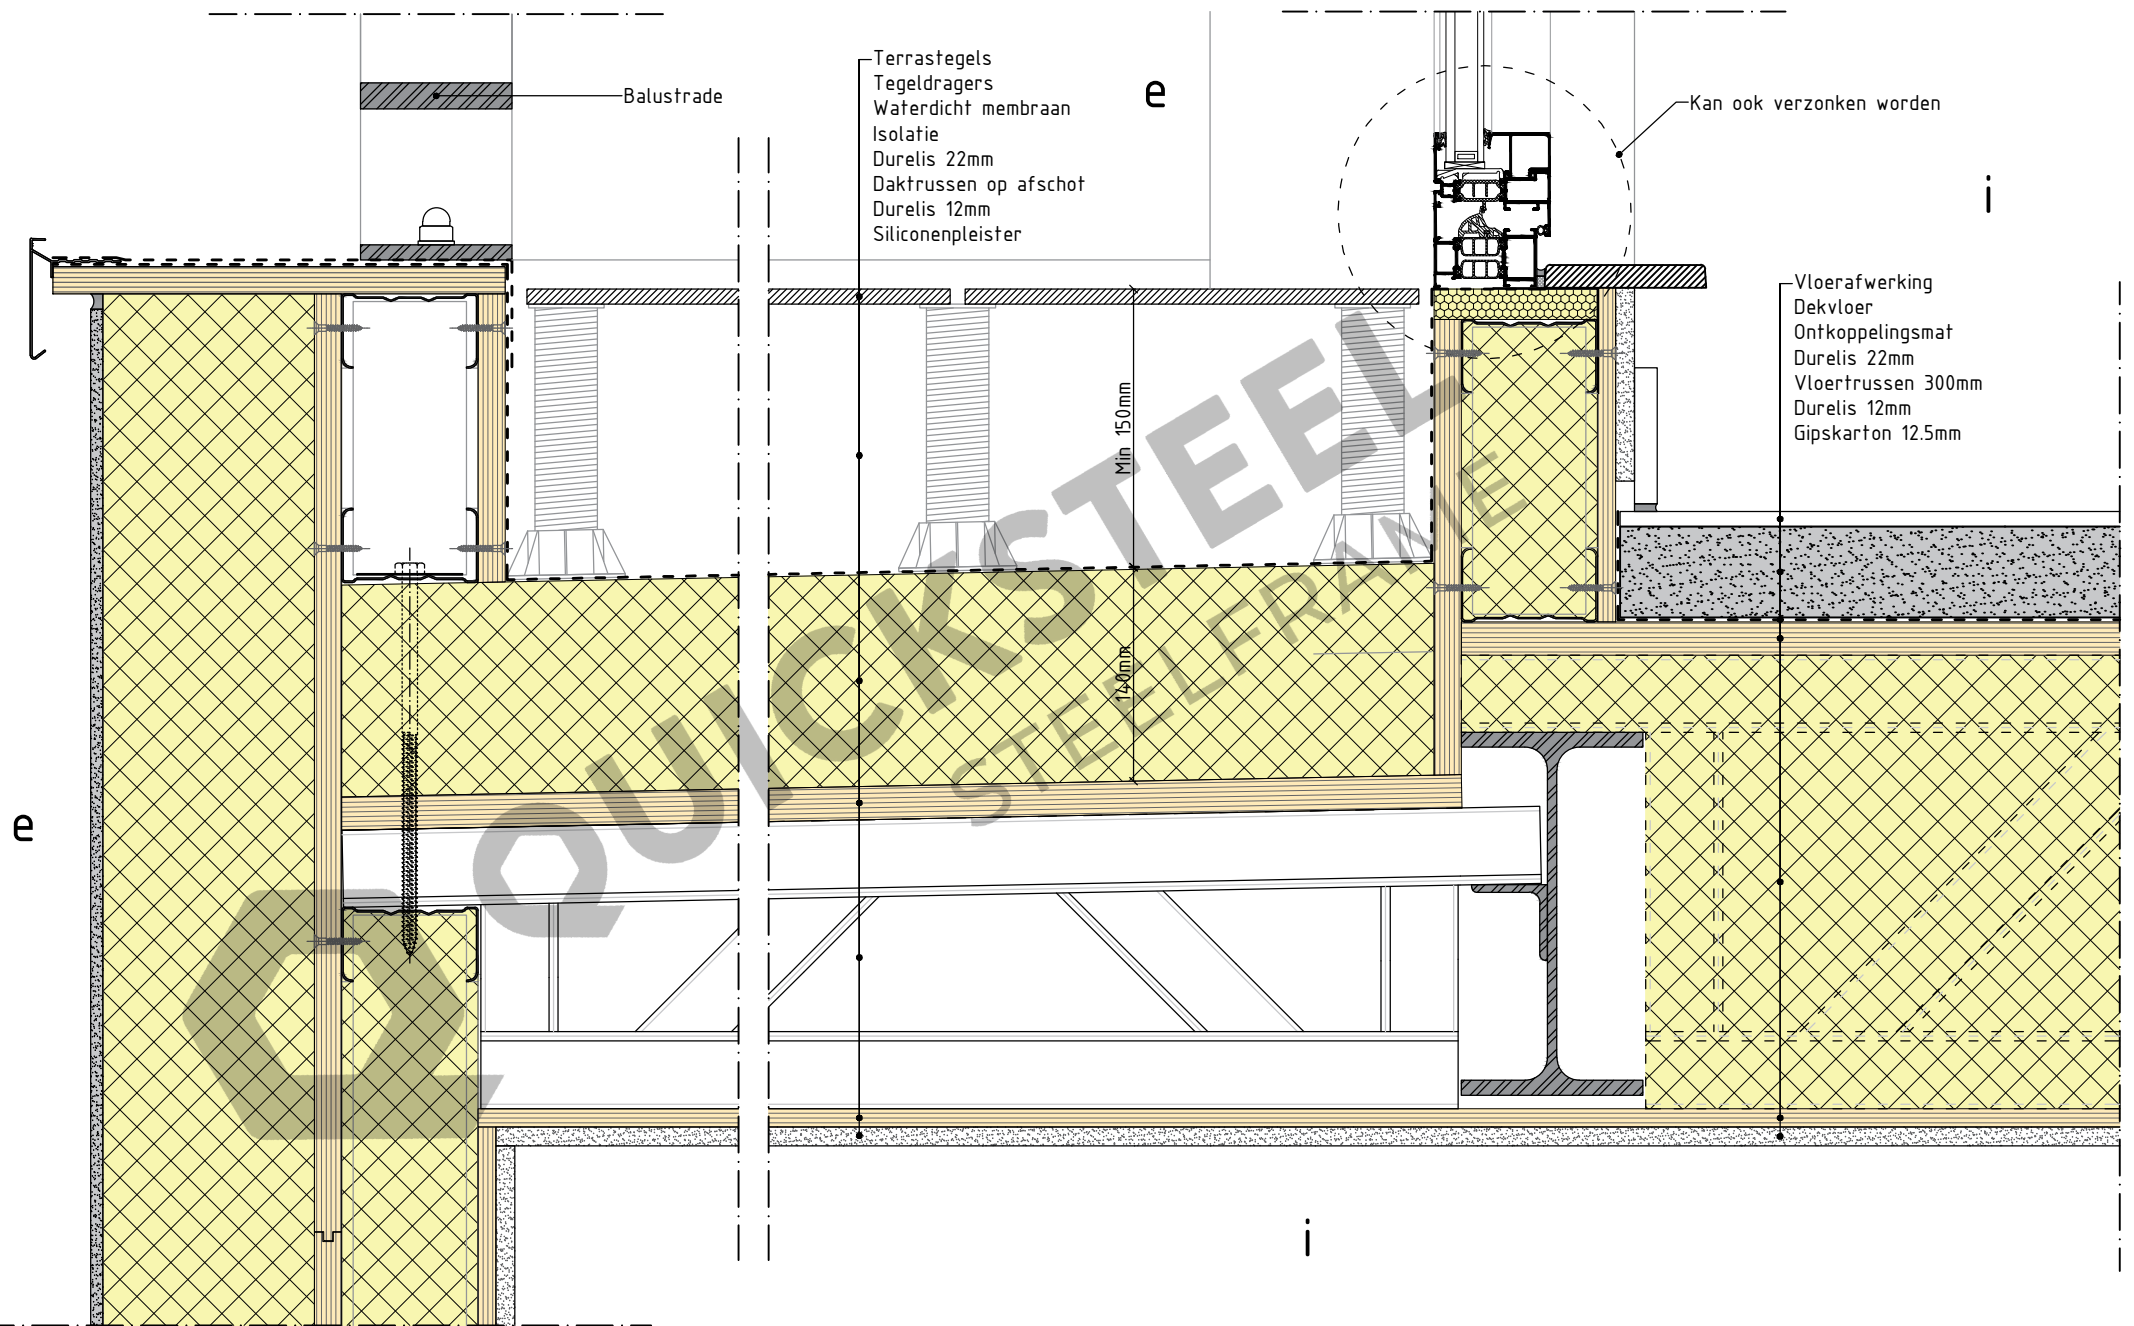 Balustrade
Terrastegels
Tegeldragers
Waterdicht membraan
Isolatie
Durelis 22mm
Daktrussen op afschot
Durelis 12mm
Siliconenpleister
e
Kan ook verzonken worden
i
Vloerafwerking
Dekvloer
Ontkoppelingsmat
Durelis 22mm
Vloertrussen 300mm
Durelis 12mm
Gipskarton 12.5mm
Min 150mm
140mm
QUICKSTEEL
STEELFRAME
e
i